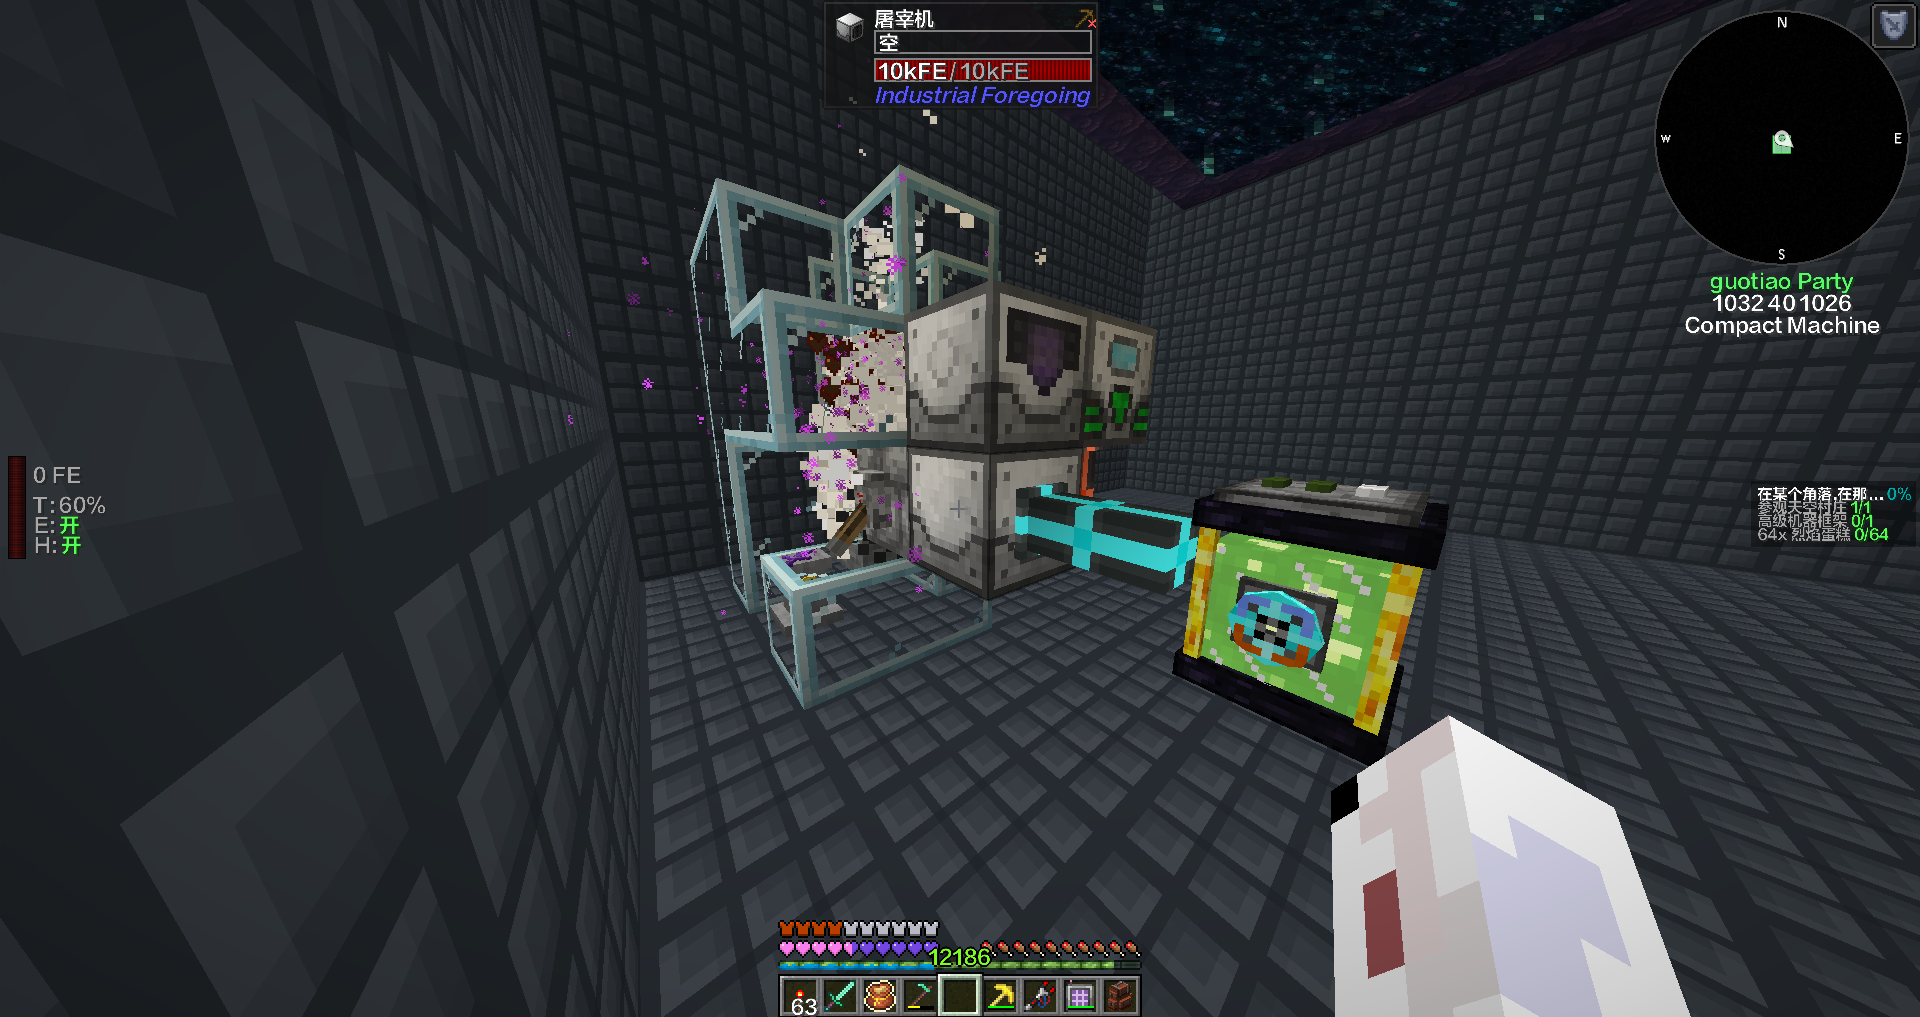 屠宰机
空
10kFE/10kFE
Industrial Foregoing
N
W
E
S
guotiao Party
1032 40 1026
Compact Machine
0 FE
T: 60%
E: 开
H: 开
在某个角落,在那... 0%
参观天空村庄 1/1
高级机器框架 0/1
64x 烈焰蛋糕 0/64
12186
63